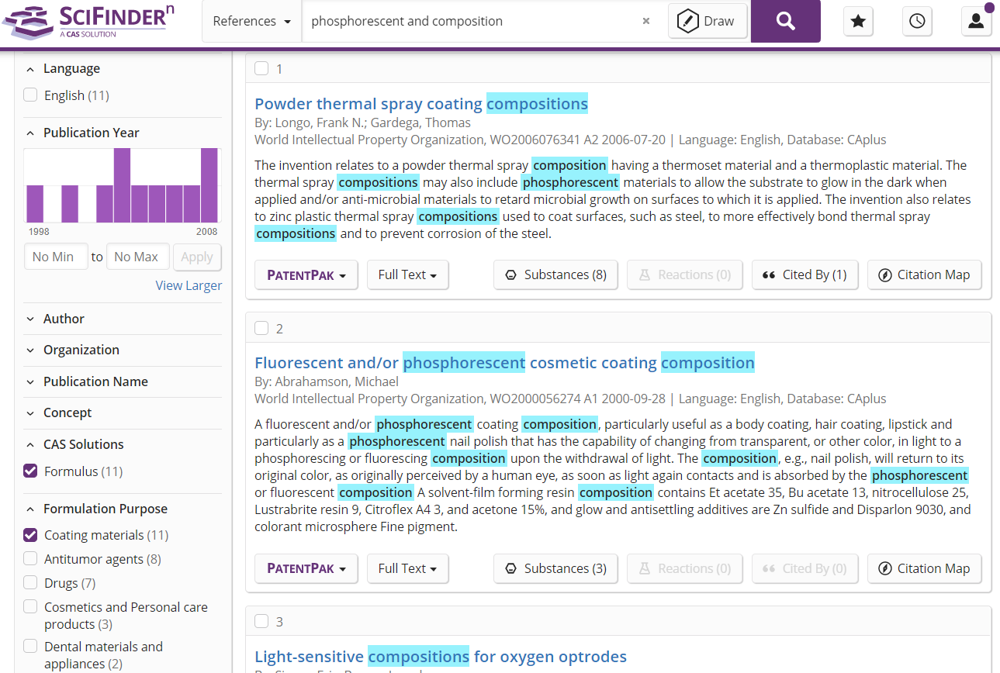 SCIFINDER n
A CAS SOLUTION
References
phosphorescent and composition
×
Draw
Language
English (11)
Publication Year
1998 2008
No Min to No Max Apply
View Larger
Author
Organization
Publication Name
Concept
CAS Solutions
Formulus (11)
Formulation Purpose
Coating materials (11)
Antitumor agents (8)
Drugs (7)
Cosmetics and Personal care
products (3)
Dental materials and
appliances (2)
1
Powder thermal spray coating compositions
By: Longo, Frank N.; Gardega, Thomas
World Intellectual Property Organization, WO2006076341 A2 2006-07-20 | Language: English, Database: CAplus
The invention relates to a powder thermal spray composition having a thermoset material and a thermoplastic material. The
thermal spray compositions may also include phosphorescent materials to allow the substrate to glow in the dark when
applied and/or anti-microbial materials to retard microbial growth on surfaces to which it is applied. The invention also relates
to zinc plastic thermal spray compositions used to coat surfaces, such as steel, to more effectively bond thermal spray
compositions and to prevent corrosion of the steel.
PATENTPAK Full Text Substances (8) Reactions (0) Cited By (1) Citation Map
2
Fluorescent and/or phosphorescent cosmetic coating composition
By: Abrahamson, Michael
World Intellectual Property Organization, WO2000056274 A1 2000-09-28 | Language: English, Database: CAplus
A fluorescent and/or phosphorescent coating composition, particularly useful as a body coating, hair coating, lipstick and
particularly as a phosphorescent nail polish that has the capability of changing from transparent, or other color, in light to a
phosphorescing or fluorescing composition upon the withdrawal of light. The composition, e.g., nail polish, will return to its
original color, as originally perceived by a human eye, as soon as light again contacts and is absorbed by the phosphorescent
or fluorescent composition A solvent-film forming resin composition contains Et acetate 35, Bu acetate 13, nitrocellulose 25,
Lustrabrite resin 9, Citroflex A4 3, and acetone 15%, and glow and antisettling additives are Zn sulfide and Disparlon 9030, and
colorant microsphere Fine pigment.
PATENTPAK Full Text Substances (3) Reactions (0) Cited By (0) Citation Map
3
Light-sensitive compositions for oxygen optrodes